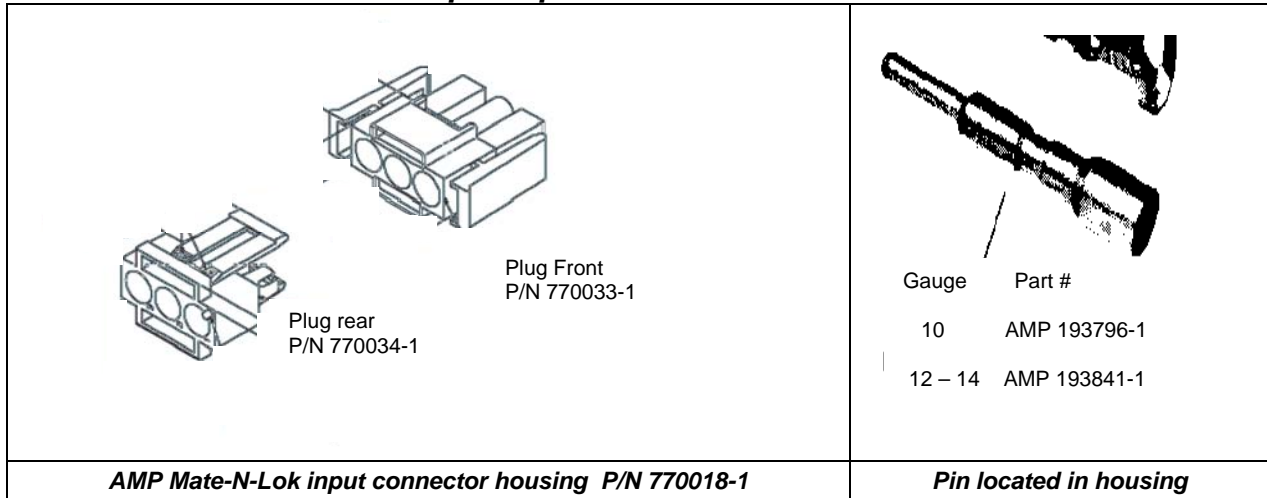 Plug Front
P/N 770033-1
Plug rear
P/N 770034-1
Gauge Part #
10 AMP 193796-1
12 – 14 AMP 193841-1
AMP Mate-N-Lok input connector housing P/N 770018-1
Pin located in housing